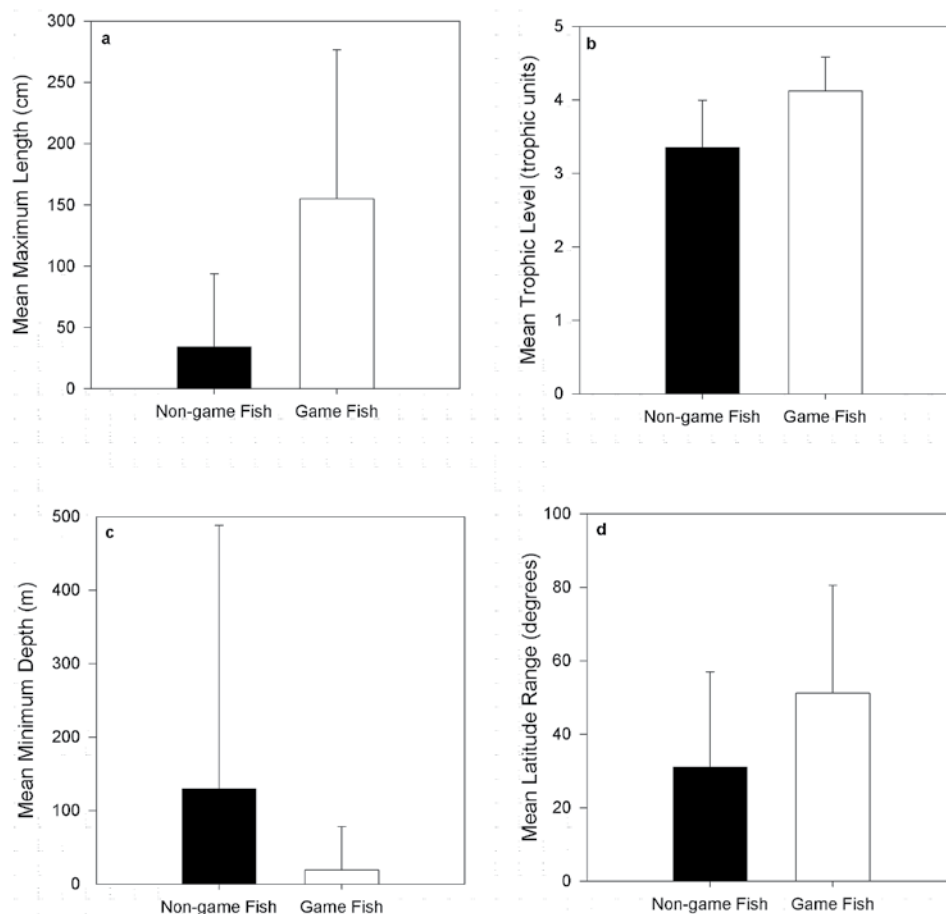 a
Mean Maximum Length (cm)
300
250
200
150
100
50
0
Non-game Fish Game Fish
b
Mean Trophic Level (trophic units)
5
4
3
2
1
0
Non-game Fish Game Fish
c
Mean Minimum Depth (m)
500
400
300
200
100
0
Non-game Fish Game Fish
d
Mean Latitude Range (degrees)
100
80
60
40
20
0
Non-game Fish Game Fish